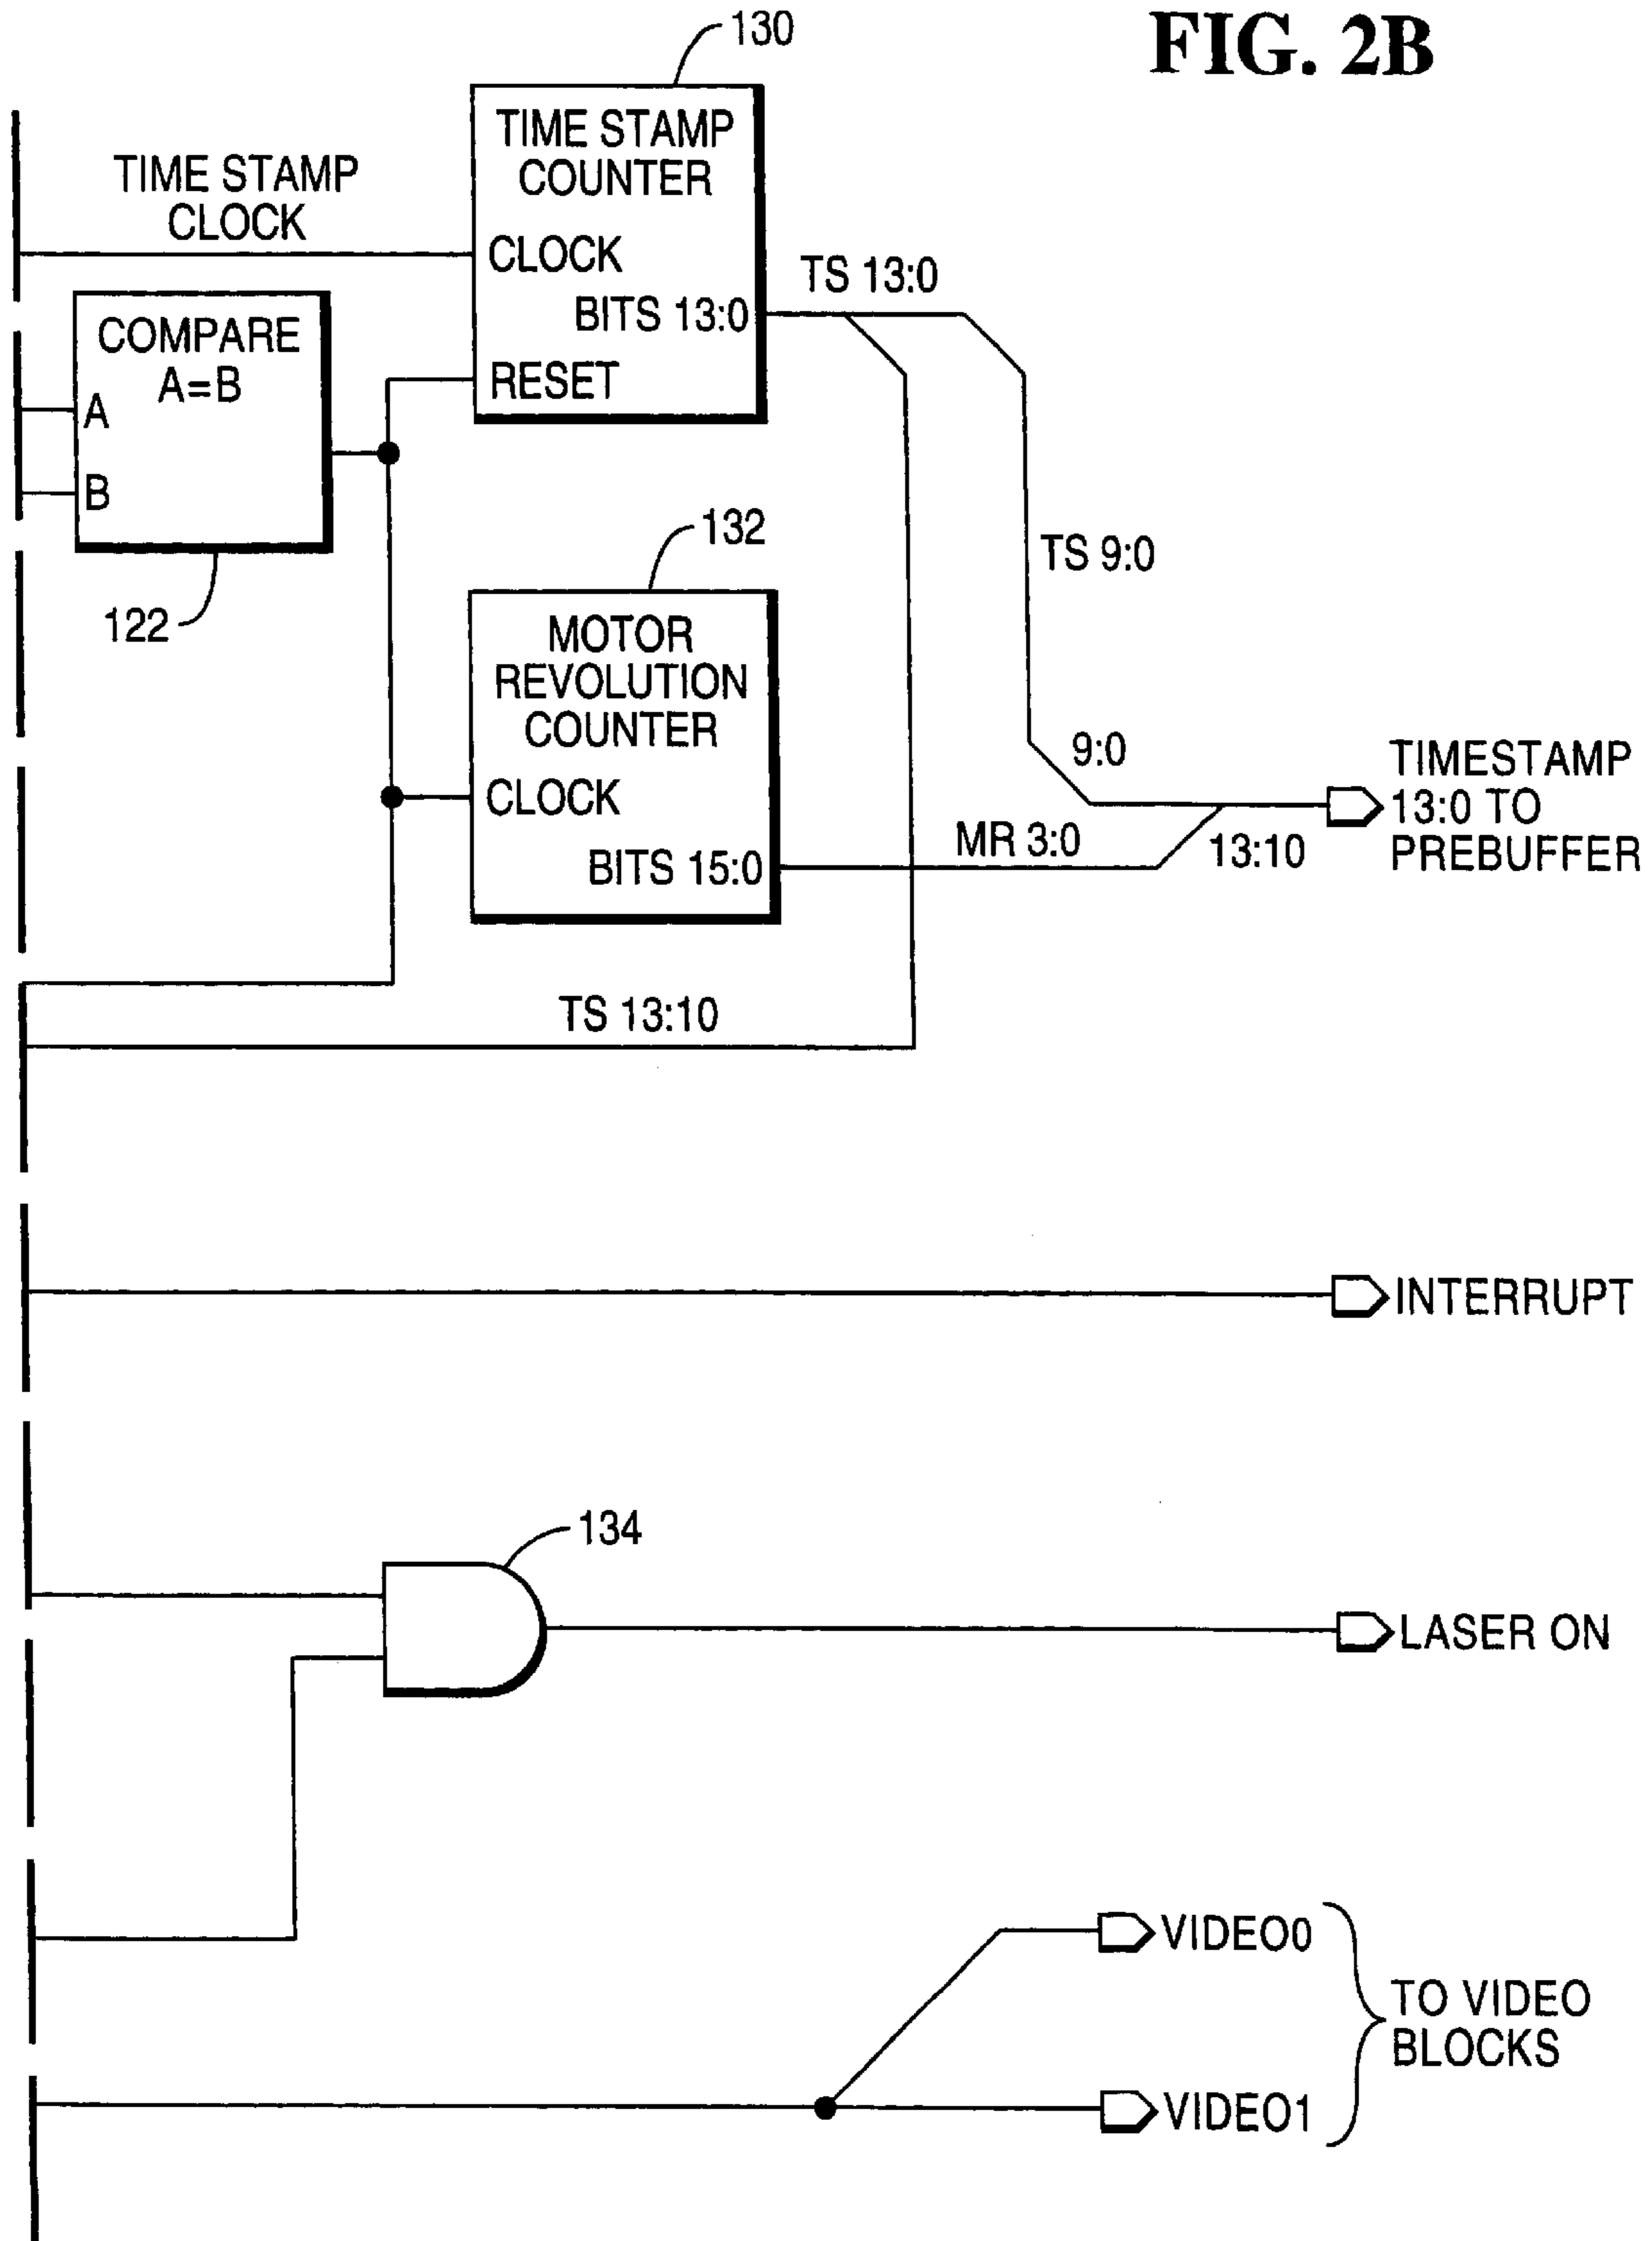 FIG. 2B
130
TIME STAMP
COUNTER
CLOCK
BITS 13:0
RESET
TIME STAMP
CLOCK
TS 13:0
COMPARE
A=B
A
B
122
132
TS 9:0
MOTOR
REVOLUTION
COUNTER
CLOCK
BITS 15:0
9:0
MR 3:0
13:10
TIMESTAMP
13:0 TO
PREBUFFER
TS 13:10
INTERRUPT
134
LASER ON
VIDEO0
VIDEO1
TO VIDEO
BLOCKS